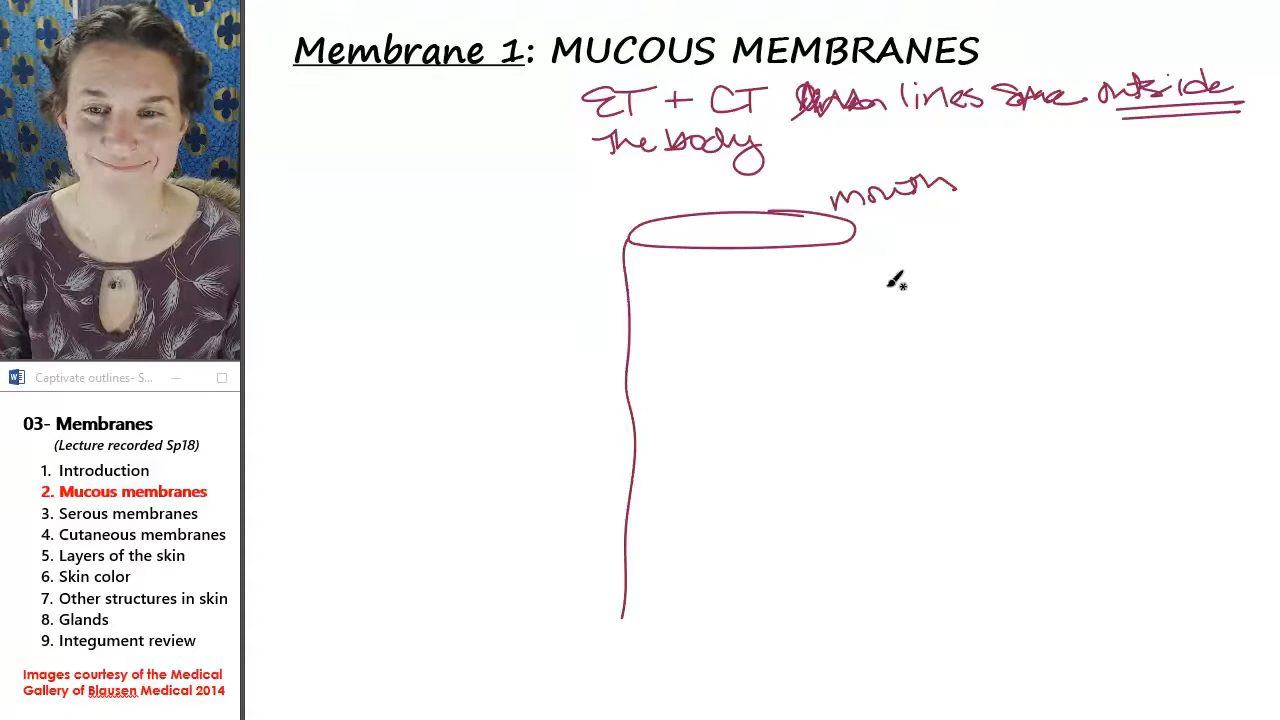 Membrane 1: MUCOUS MEMBRANES
ET + CT lines space outside
the body
mouth
Captivate outlines- S...
03- Membranes
(Lecture recorded Sp18)
1. Introduction
2. Mucous membranes
3. Serous membranes
4. Cutaneous membranes
5. Layers of the skin
6. Skin color
7. Other structures in skin
8. Glands
9. Integument review
Images courtesy of the Medical
Gallery of Blausen Medical 2014